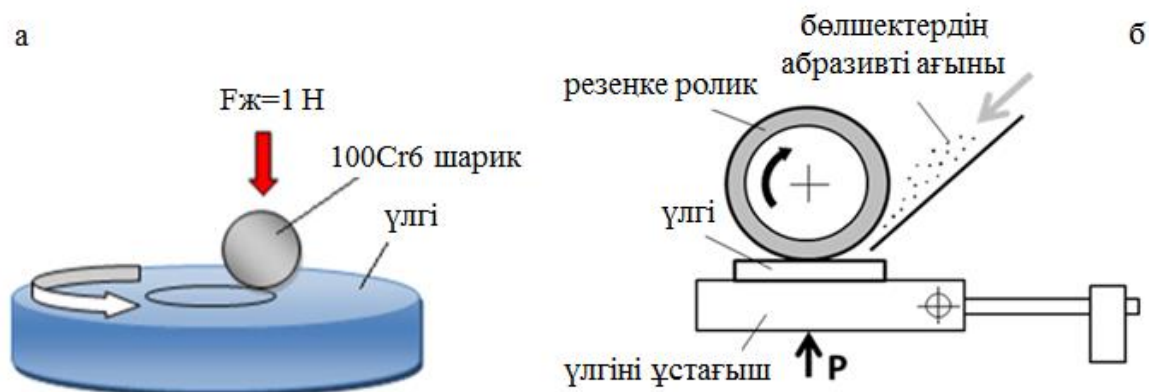 а
Fж=1 Н
100Cr6 шарик
үлгі
бөлшектердің
абразивті ағыны
б
резеңке ролик
үлгі
үлгіні ұстағыш
P